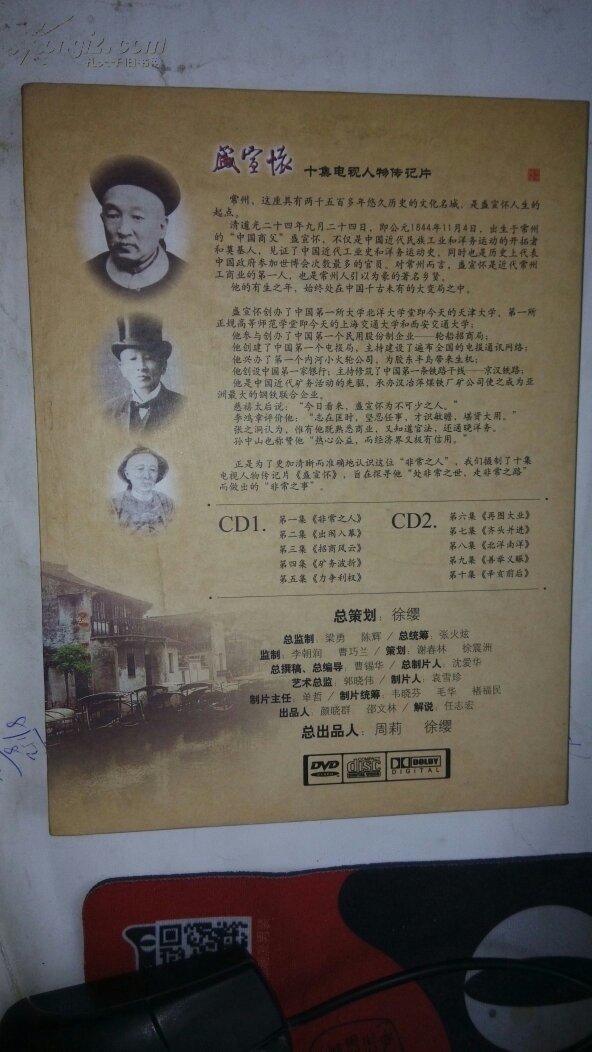 kongfz.com
孔夫子旧书网
盛宣怀 十集电视人物传记片
常州，这座具有两千五百多年悠久历史的文化名城，是盛宣怀人生的
起点。
清道光二十四年九月二十四日，即公元1844年11月4日，出生于常州
的“中国商父”盛宣怀，不仅是中国近代民族工业和洋务运动的开拓者
和奠基人，见证了中国近代工业史和洋务运动史，同时也是历史上代表
中国政府参加世博会次数最多的官员。对常州而言，盛宣怀是近代常州
工商业的第一人，也是常州人引以为豪的著名乡贤。
他的有生之年，始终处在中国千古未有的大变局之中。
盛宣怀创办了中国第一所大学北洋大学堂即今天的天津大学，第一所
正规高等师范学堂即今天的上海交通大学和西安交通大学；
他参与创办了中国第一个民用股份制企业——轮船招商局；
他创建了中国第一个电报局，主持建设了遍布全国的电报通讯网络；
他兴办了第一个内河小火轮公司，为胶东半岛带来生机；
他创设中国第一家银行；主持修筑了中国第一条铁路干线——京汉铁路；
他是中国近代矿务活动的先驱，承办汉冶萍煤铁厂矿公司使之成为亚
洲最大的钢铁联合企业。
慈禧太后说：“今日看来，盛宣怀为不可少之人。”
李鸿章评价他：“志在匡时，坚忍任事，才识敏瞻，堪资大用。”
张之洞认为，惟有他既熟悉商业，又知道官法，还通晓洋务。
孙中山也称赞他“热心公益，而经济界又极有信用。”
正是为了更加清晰而准确地认识这位“非常之人”，我们摄制了十集
电视人物传记片《盛宣怀》，旨在探寻他“处非常之世，走非常之路”
而做出的“非常之事”。
CD1. 第一集《非常之人》
第二集《出阁入幕》
第三集《招商风云》
第四集《矿务波折》
第五集《力争利权》
CD2. 第六集《再图大业》
第七集《齐头并进》
第八集《北洋南洋》
第九集《善举义赈》
第十集《辛亥前后》
总策划：徐缨
总监制：梁勇 陈辉 / 总统筹：张火炫
监制：李朝润 曹巧兰 / 策划：谢春林 徐震洲
总撰稿、总编导：曹锡华 / 总制片人：沈爱华
艺术总监：郭晓伟 / 制片人：袁雪珍
制片主任：单哲 / 制片统筹：韦晓芬 毛华 褚福民
出品人：颜晓群 邵文林 / 解说：任志宏
总出品人：周莉 徐缨
DVD
VIDEO
COMPACT
disc
DIGITAL VIDEO
DOLBY
DIGITAL